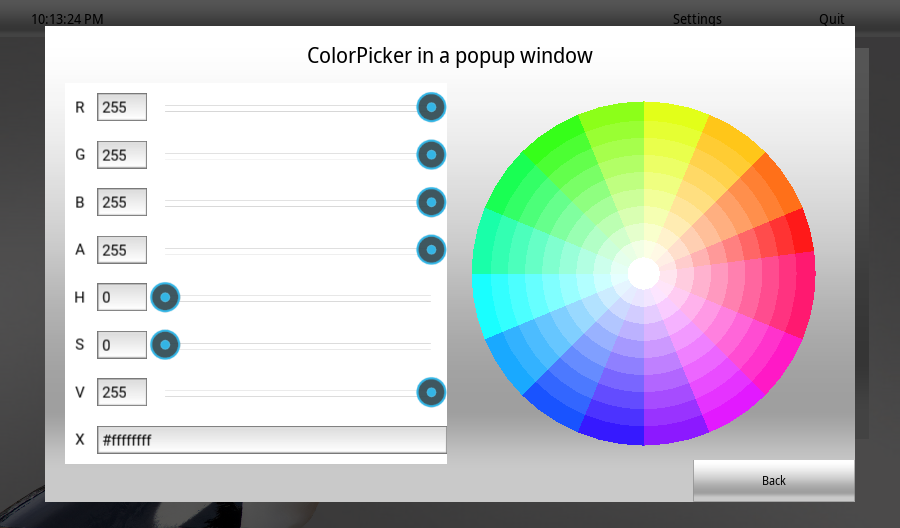 10:13:24 PM Settings Quit
ColorPicker in a popup window
R 255
G 255
B 255
A 255
H 0
S 0
V 255
X #ffffffff
Back